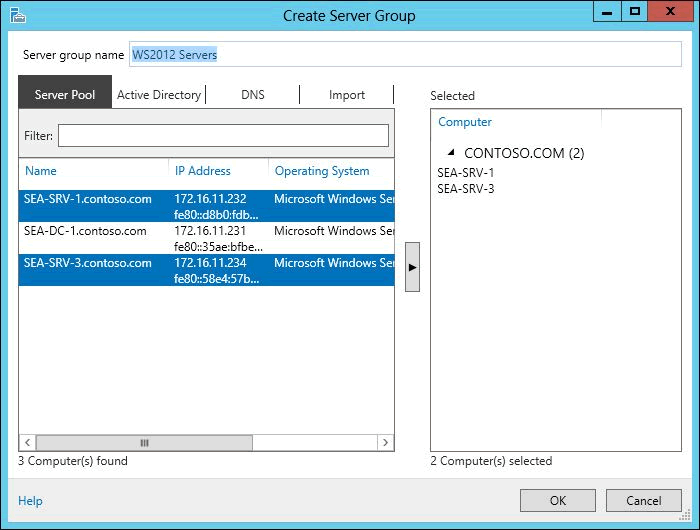 Create Server Group
Server group name WS2012 Servers
Server Pool Active Directory DNS Import
Selected
Filter:
Name IP Address Operating System
SEA-SRV-1.contoso.com 172.16.11.232 Microsoft Windows Ser
fe80::d8b0:fdb...
SEA-DC-1.contoso.com 172.16.11.231
fe80::35ae:bfbe...
SEA-SRV-3.contoso.com 172.16.11.234 Microsoft Windows Ser
fe80::58e4:57b...
3 Computer(s) found
Computer
CONTOSO.COM (2)
SEA-SRV-1
SEA-SRV-3
2 Computer(s) selected
Help OK Cancel